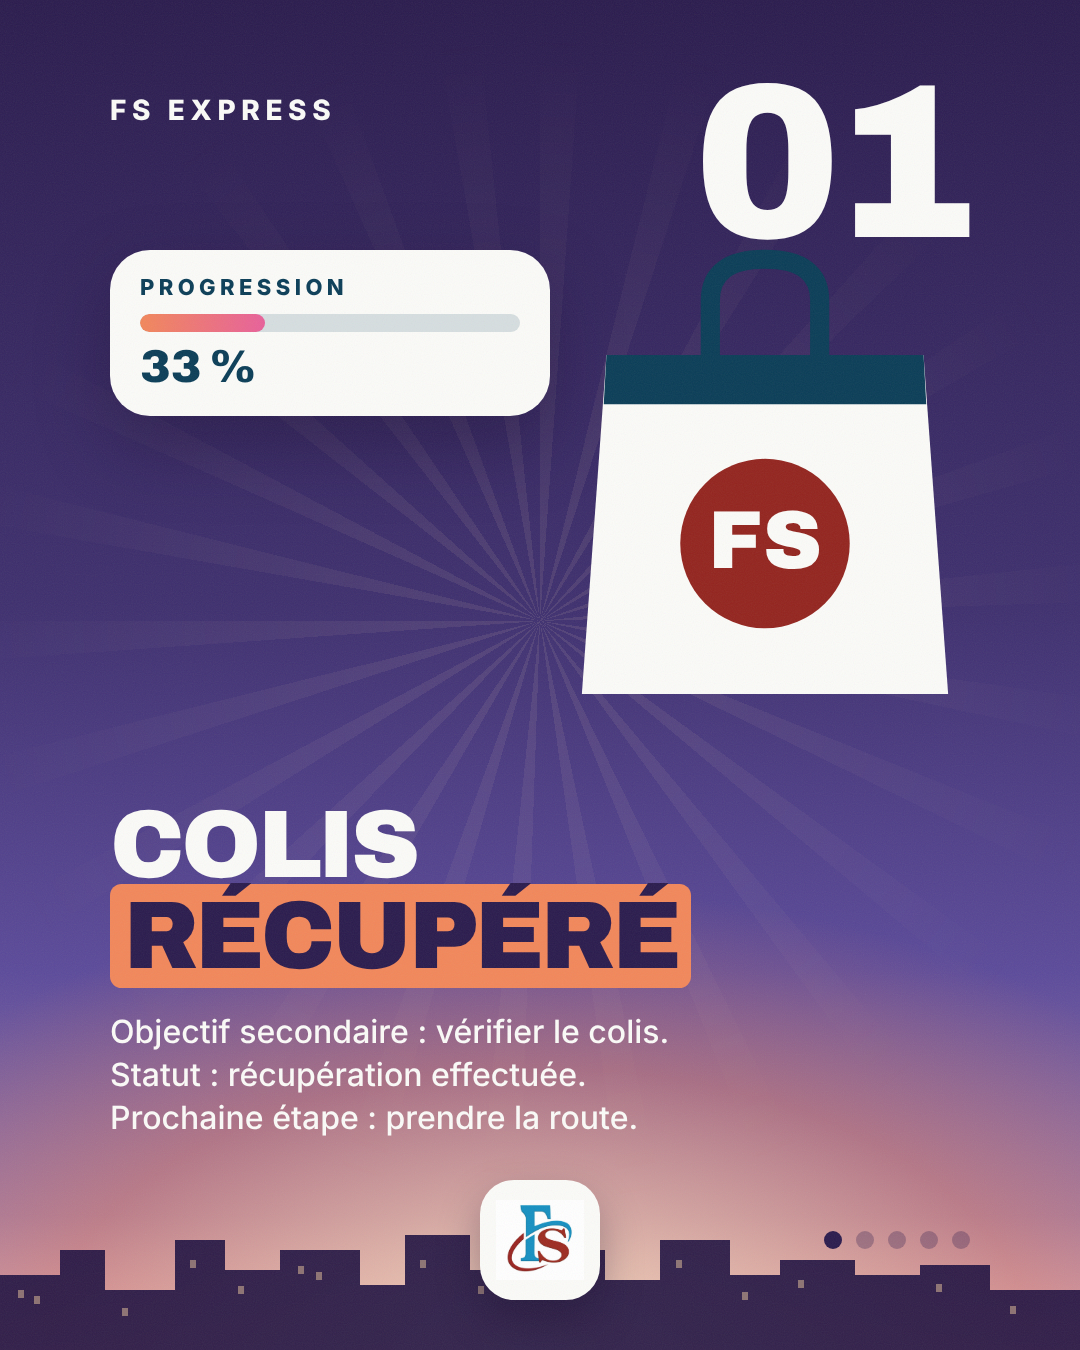 FS EXPRESS
01
PROGRESSION
33 %
FS
COLIS
RÉCUPÉRÉ
Objectif secondaire : vérifier le colis.
Statut : récupération effectuée.
Prochaine étape : prendre la route.
FS